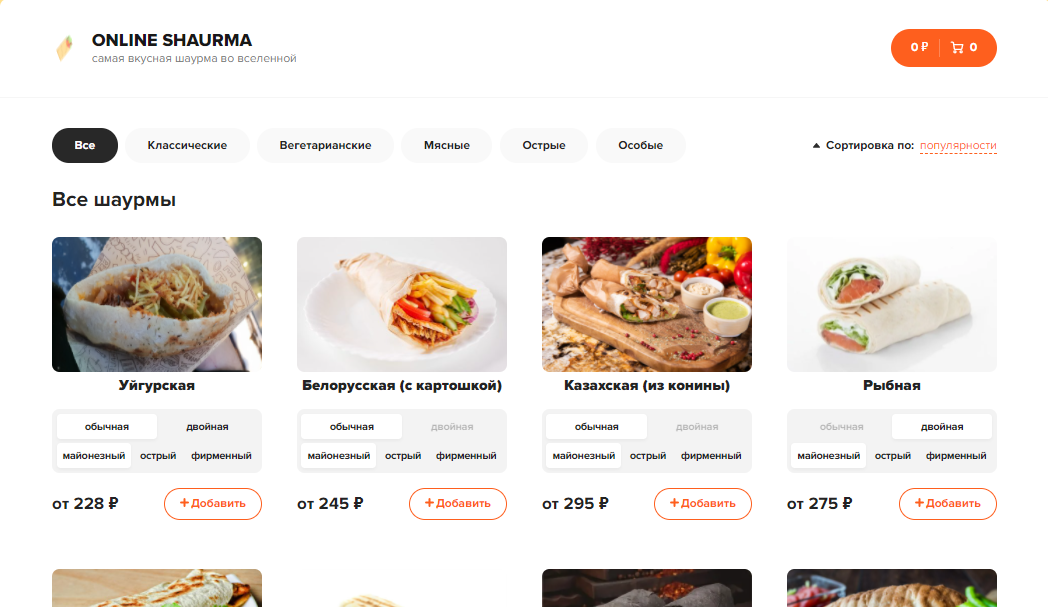 ONLINE SHAURMA
самая вкусная шаурма во вселенной
0 ₽ 0
Все Классические Вегетарианские Мясные Острые Особые Сортировка по: популярности
Все шаурмы
Уйгурская Белорусская (с картошкой) Казахская (из конины) Рыбная
обычная двойная обычная двойная обычная двойная обычная двойная
майонезный острый фирменный майонезный острый фирменный майонезный острый фирменный майонезный острый фирменный
от 228 ₽ + Добавить от 245 ₽ + Добавить от 295 ₽ + Добавить от 275 ₽ + Добавить